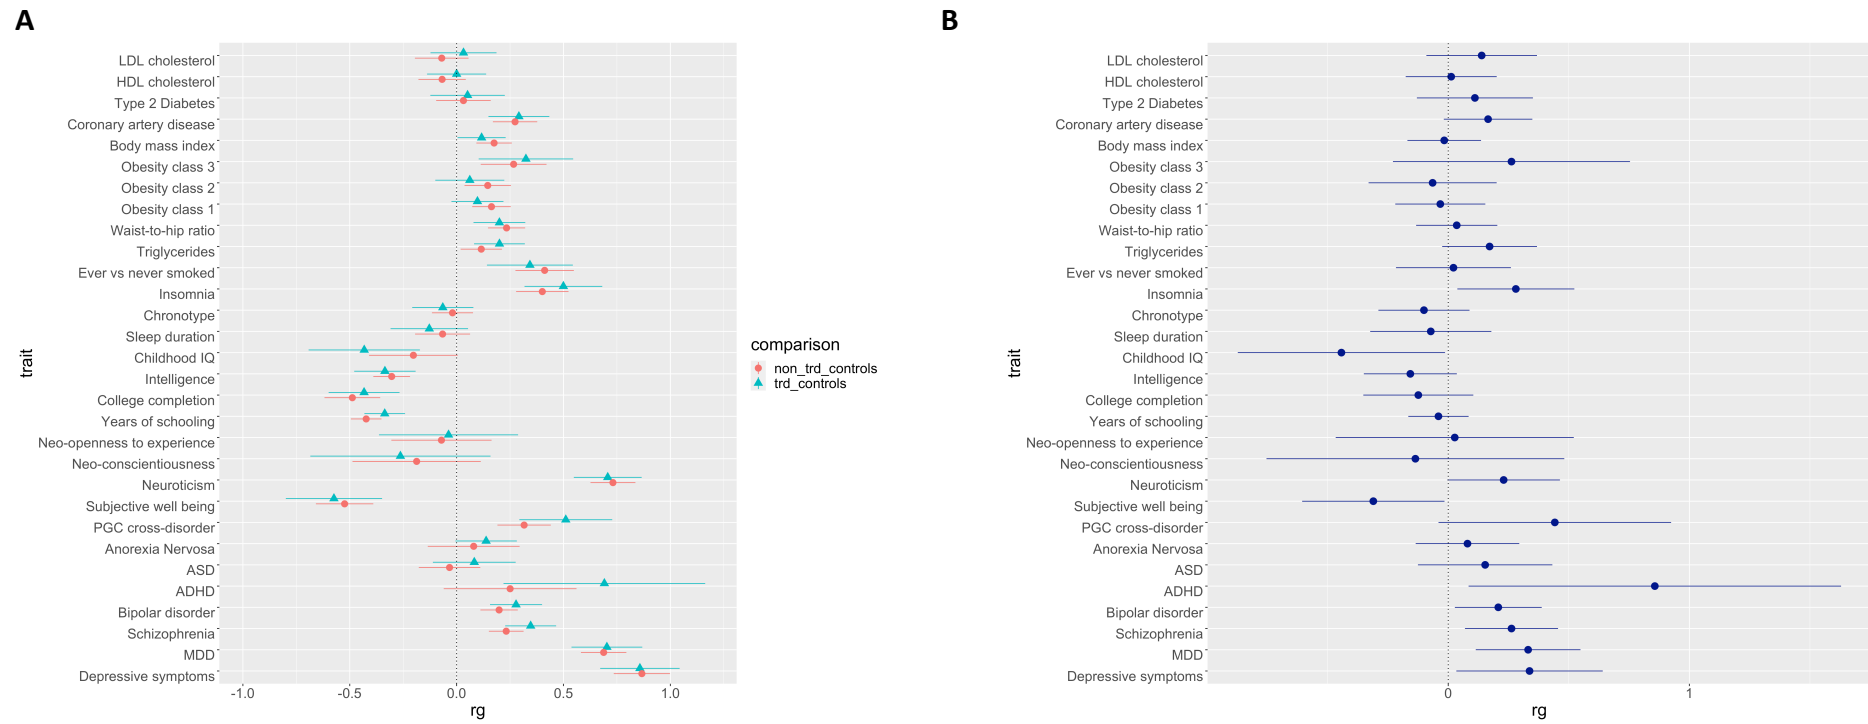 A
LDL cholesterol
HDL cholesterol
Type 2 Diabetes
Coronary artery disease
Body mass index
Obesity class 3
Obesity class 2
Obesity class 1
Waist-to-hip ratio
Triglycerides
Ever vs never smoked
Insomnia
Chronotype
Sleep duration
Childhood IQ
Intelligence
College completion
Years of schooling
Neo-openness to experience
Neo-conscientiousness
Neuroticism
Subjective well being
PGC cross-disorder
Anorexia Nervosa
ASD
ADHD
Bipolar disorder
Schizophrenia
MDD
Depressive symptoms
trait
-1.0 -0.5 0.0 0.5 1.0
rg
comparison
non_trd_controls
trd_controls
B
LDL cholesterol
HDL cholesterol
Type 2 Diabetes
Coronary artery disease
Body mass index
Obesity class 3
Obesity class 2
Obesity class 1
Waist-to-hip ratio
Triglycerides
Ever vs never smoked
Insomnia
Chronotype
Sleep duration
Childhood IQ
Intelligence
College completion
Years of schooling
Neo-openness to experience
Neo-conscientiousness
Neuroticism
Subjective well being
PGC cross-disorder
Anorexia Nervosa
ASD
ADHD
Bipolar disorder
Schizophrenia
MDD
Depressive symptoms
trait
0 1
rg